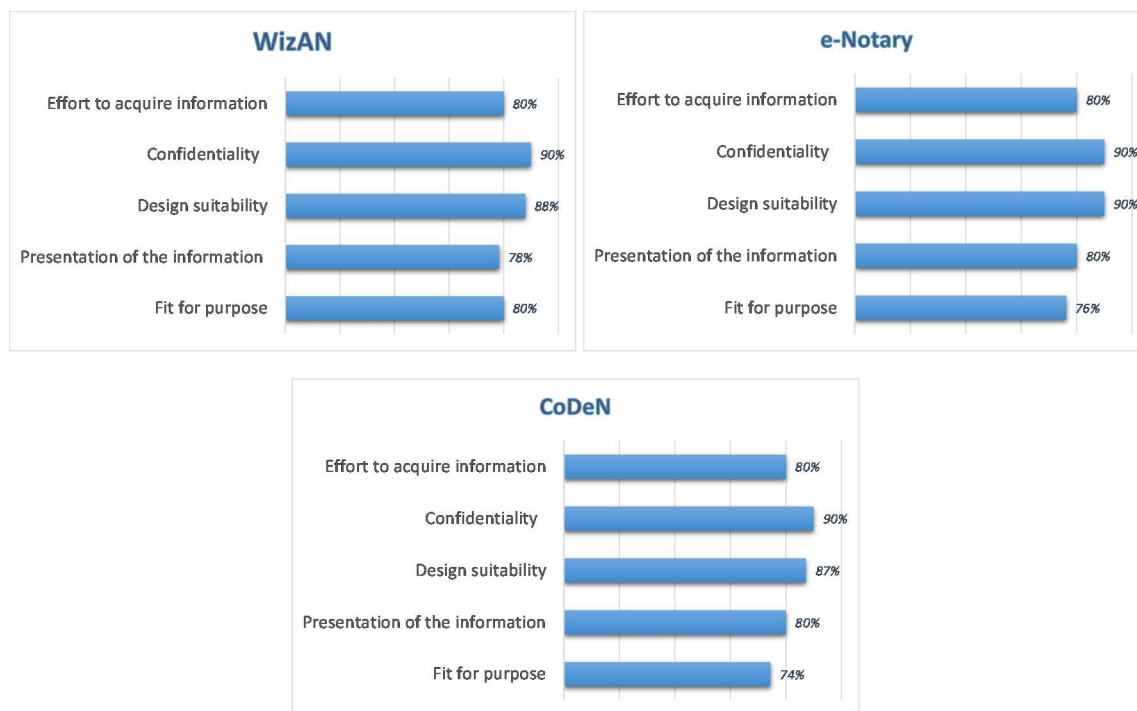 WizAN
Effort to acquire information 80%
Confidentiality 90%
Design suitability 88%
Presentation of the information 78%
Fit for purpose 80%
e-Notary
Effort to acquire information 80%
Confidentiality 90%
Design suitability 90%
Presentation of the information 80%
Fit for purpose 76%
CoDeN
Effort to acquire information 80%
Confidentiality 90%
Design suitability 87%
Presentation of the information 80%
Fit for purpose 74%